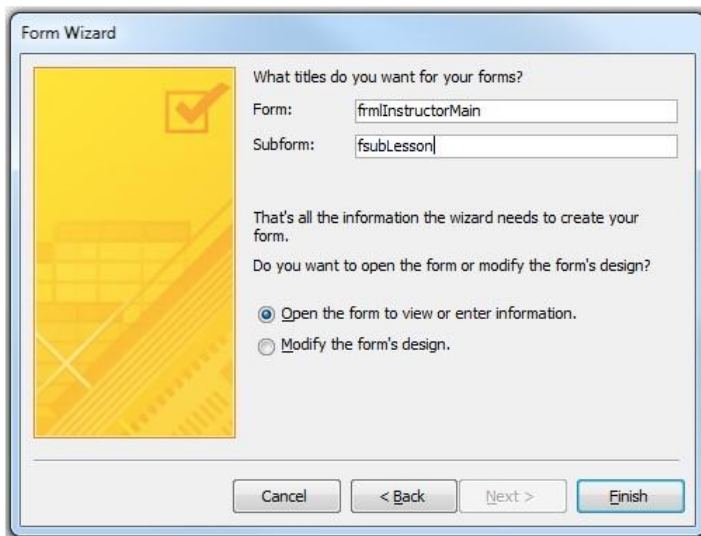 Form Wizard
What titles do you want for your forms?
Form: frmlInstructorMain
Subform: fsubLesson
That's all the information the wizard needs to create your
form.
Do you want to open the form or modify the form's design?
Open the form to view or enter information.
Modify the form's design.
Cancel < Back Next > Finish